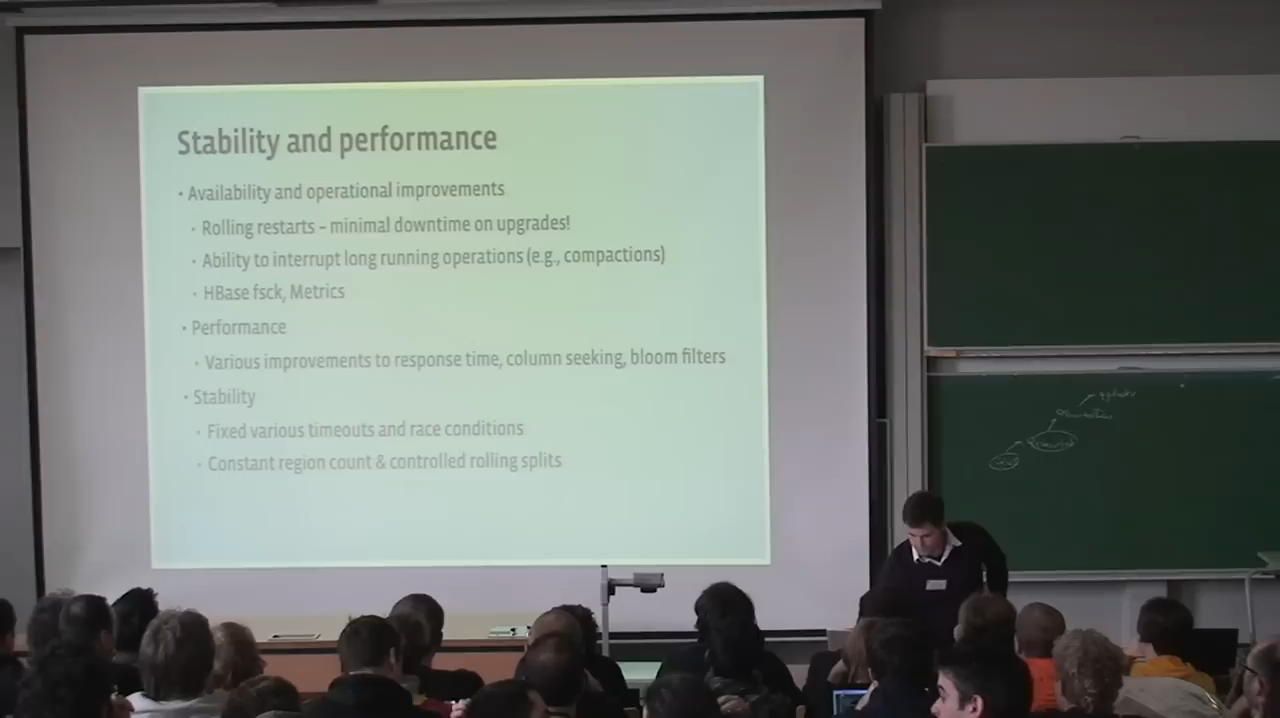 Stability and performance
• Availability and operational improvements
• Rolling restarts – minimal downtime on upgrades!
• Ability to interrupt long running operations (e.g., compactions)
• HBase fsck, Metrics
• Performance
• Various improvements to response time, column seeking, bloom filters
• Stability
• Fixed various timeouts and race conditions
• Constant region count & controlled rolling splits